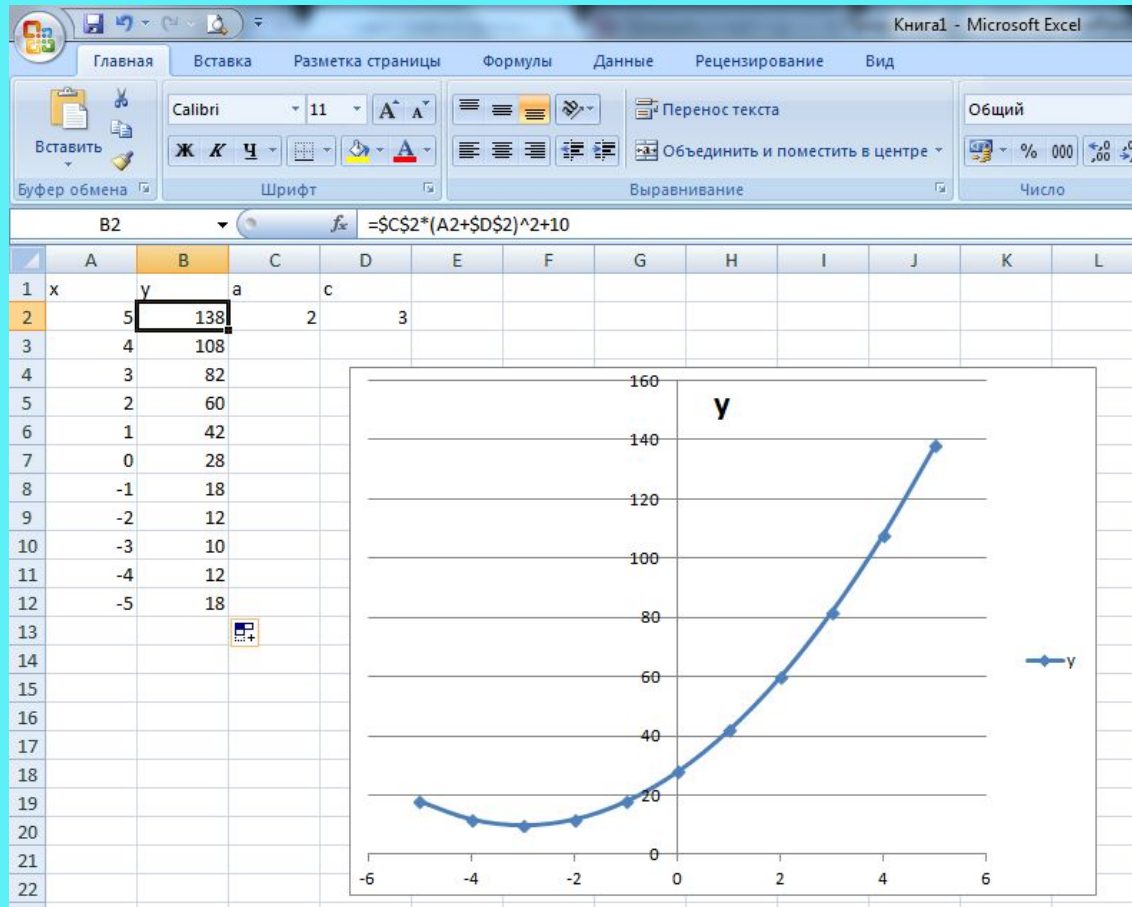 Книга1 - Microsoft Excel
Главная Вставка Разметка страницы Формулы Данные Рецензирование Вид
Вставить
Calibri 11 A A
Перенос текста
Общий
Ж К Ч A
Объединить и поместить в центре
% 000 ,00
Буфер обмена Шрифт Выравнивание Число
B2 fx =$C$2*(A2+$D$2)^2+10
A B C D E F G H I J K L
1 x y a c
2 5 138 2 3
3 4 108
4 3 82
5 2 60
6 1 42
7 0 28
8 -1 18
9 -2 12
10 -3 10
11 -4 12
12 -5 18
13
14
15
16
17
18
19
20
21
22
y
160
140
120
100
80
60
40
20
0
-6 -4 -2 0 2 4 6
y